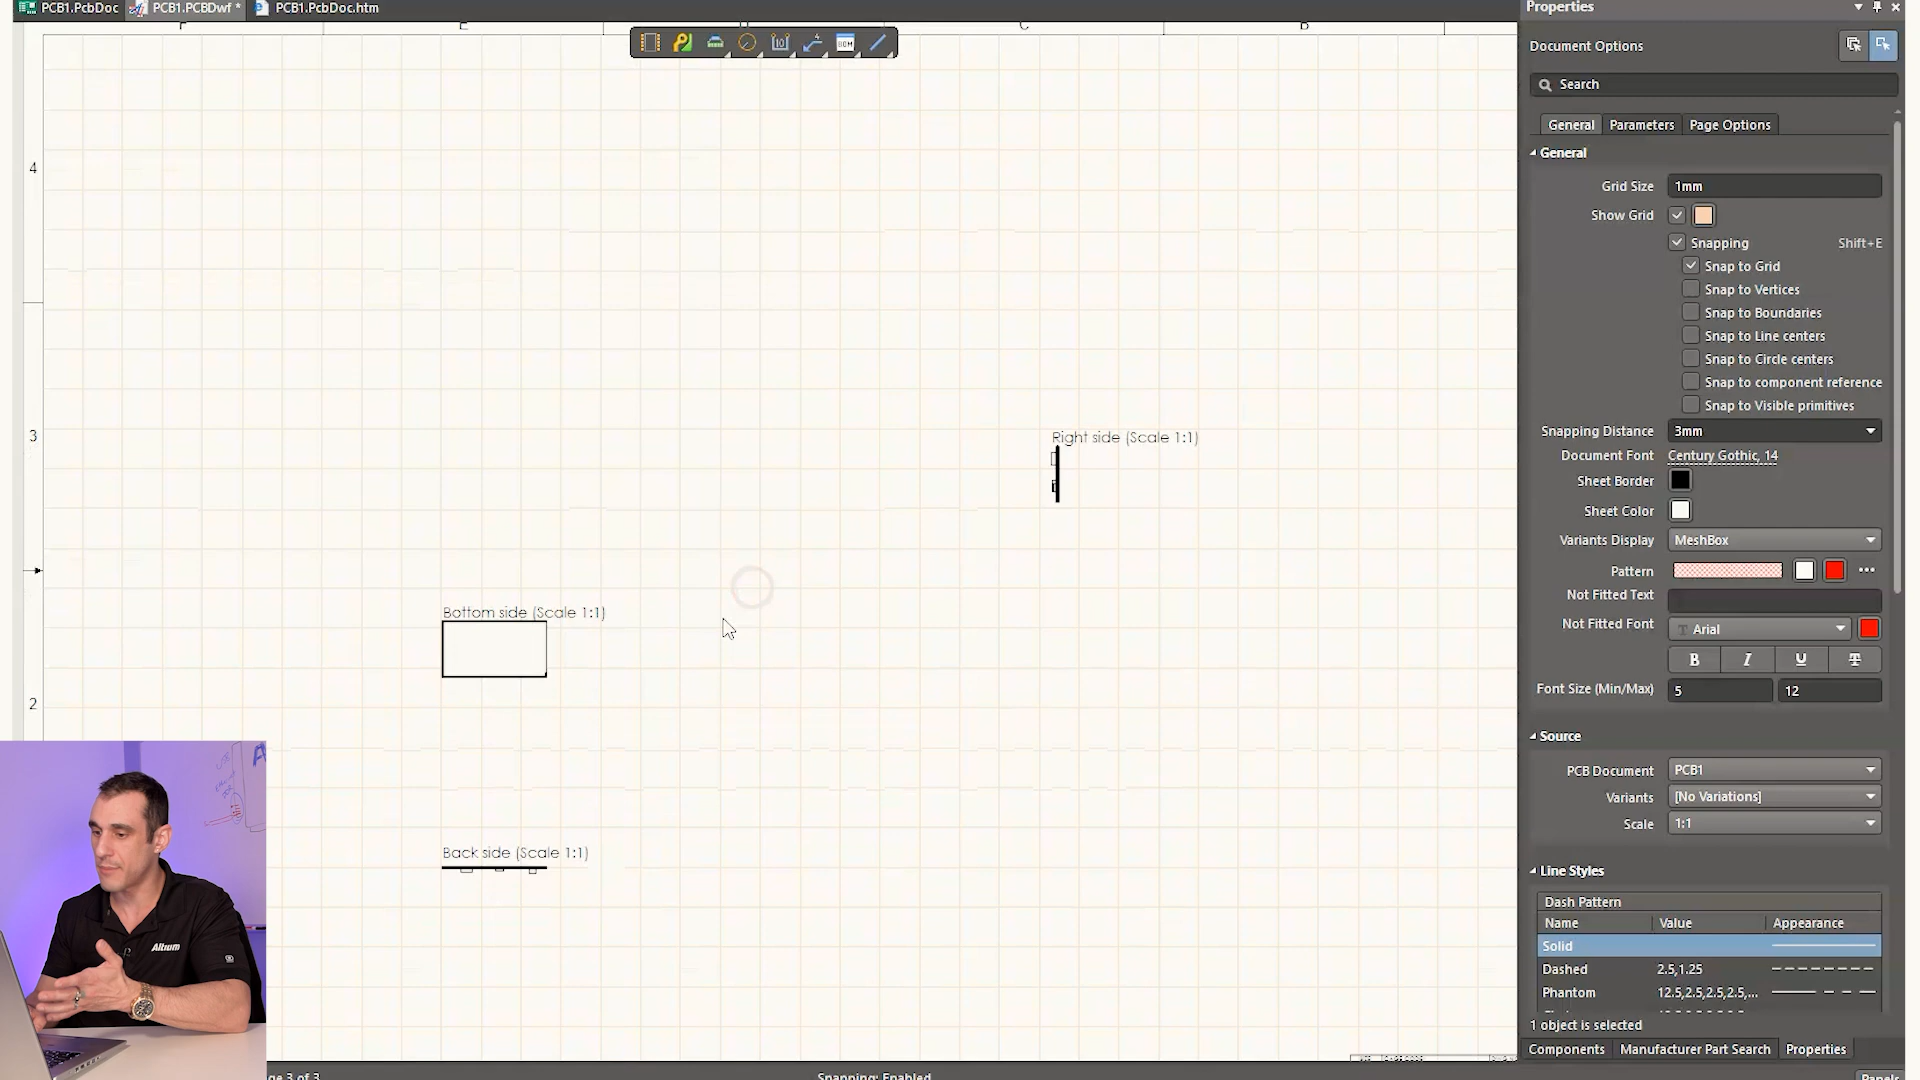 PCB1.PcbDoc
PCB1.PCBDwf *
PCB1.PcbDoc.htm
E
C
B
10
BOM
4
3
2
Right side (Scale 1:1)
Bottom side (Scale 1:1)
Back side (Scale 1:1)
Altium
Snapping: Enabled
Properties
Document Options
Search
General
Parameters
Page Options
General
Grid Size
1mm
Show Grid
Snapping
Shift+E
Snap to Grid
Snap to Vertices
Snap to Boundaries
Snap to Line centers
Snap to Circle centers
Snap to component reference
Snap to Visible primitives
Snapping Distance
3mm
Document Font
Century Gothic, 14
Sheet Border
Sheet Color
Variants Display
MeshBox
Pattern
Not Fitted Text
Not Fitted Font
T Arial
B I U T
Font Size (Min/Max)
5
12
Source
PCB Document
PCB1
Variants
[No Variations]
Scale
1:1
Line Styles
Dash Pattern
Name
Value
Appearance
Solid
Dashed
2.5,1.25
Phantom
12.5,2.5,2.5,2.5,...
1 object is selected
Components
Manufacturer Part Search
Properties
Panels